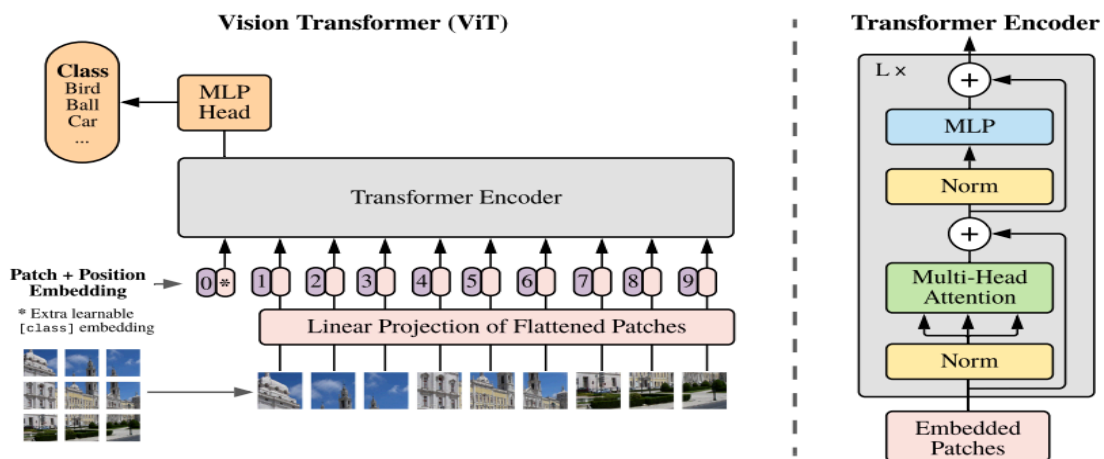 Vision Transformer (ViT)
Class
Bird
Ball
Car
...
MLP
Head
Transformer Encoder
Patch + Position
Embedding
0 * 1 2 3 4 5 6 7 8 9
* Extra learnable
[class] embedding
Linear Projection of Flattened Patches
Transformer Encoder
L ×
+
MLP
Norm
+
Multi-Head
Attention
Norm
Embedded
Patches